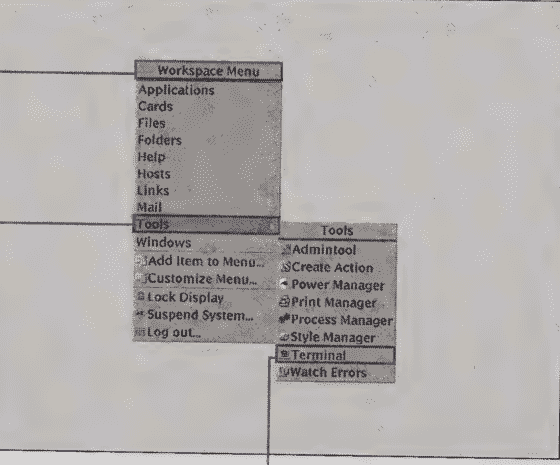 Workspace Menu
Applications
Cards
Files
Folders
Help
Hosts
Links
Mail
Tools
Windows
Add Item to Menu...
Customize Menu...
Lock Display
Suspend System...
Log out...
Tools
Admintool
Create Action
Power Manager
Print Manager
Process Manager
Style Manager
Terminal
Watch Errors